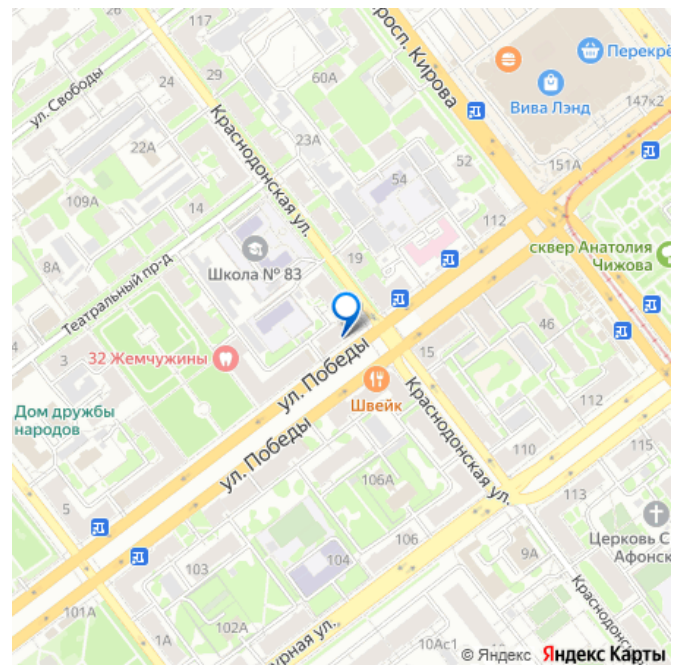 117
просп. Кирова
Перекрё
ул. Свободы
24
29
60А
Вива Лэнд
147к2
22А
Краснодонская ул.
23А
52
151А
54
109А
14
112
8А
Театральный пр-д
Школа № 83
19
сквер Анатолия
Чижова
3
32 Жемчужины
ул. Победы
15
46
Дом дружбы
народов
Швейк
112
ул. Победы
Краснодонская ул.
110
115
106А
113
5
106
Церковь С
Афонск
103
104
9А
Краснодонск
101А
1А
102А
урная ул.,
10Ас1
© Яндекс Яндекс Карты